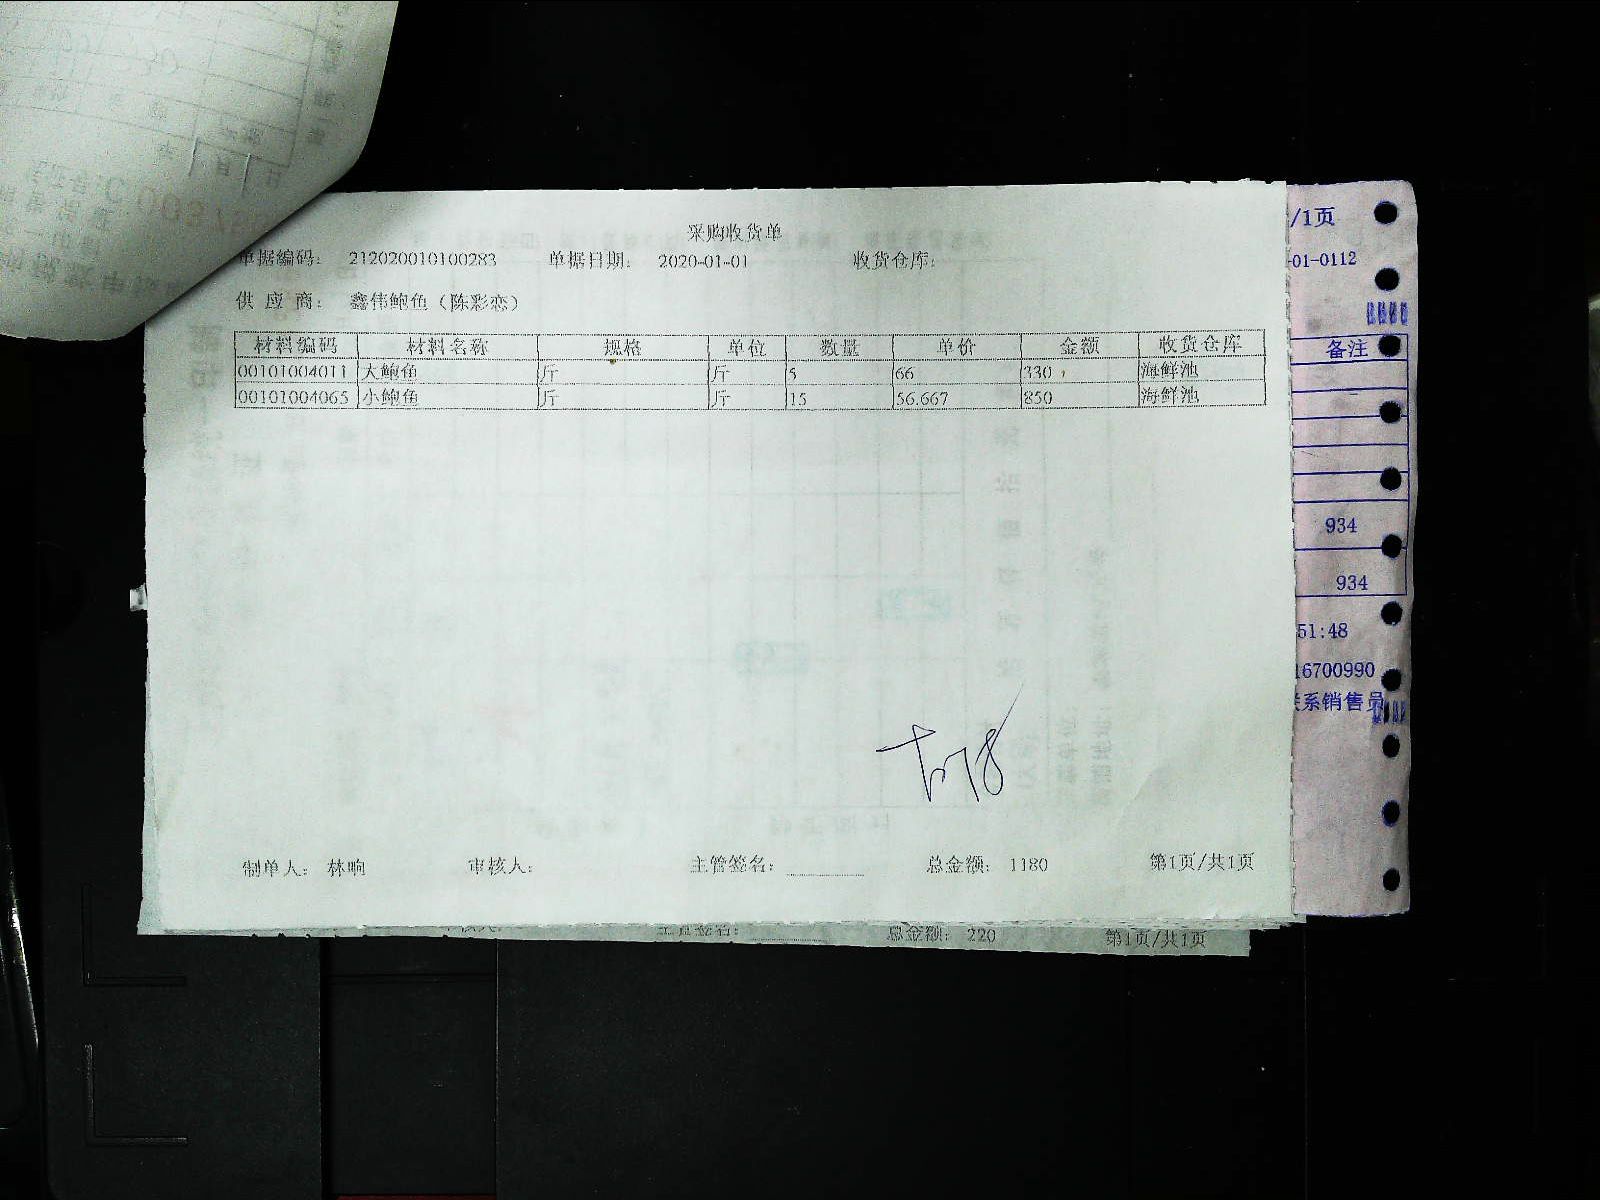 采购收货单
单据编码: 212020010100283 单据日期: 2020-01-01 收货仓库:
供应商: 鑫伟鲍鱼(陈彩恋)
材料编码 材料名称 规格 单位 数量 单价 金额 收货仓库
00101004011 大鲍鱼 斤 斤 5 66 330 海鲜池
00101004065 小鲍鱼 斤 斤 15 56.667 850 海鲜池
制单人: 林响 审核人: 主管签名: 总金额: 1180 第1页/共1页
主管签名: 总金额: 220 第1页/共1页
/1页
-01-0112
备注
934
934
51:48
16700990
系销售员